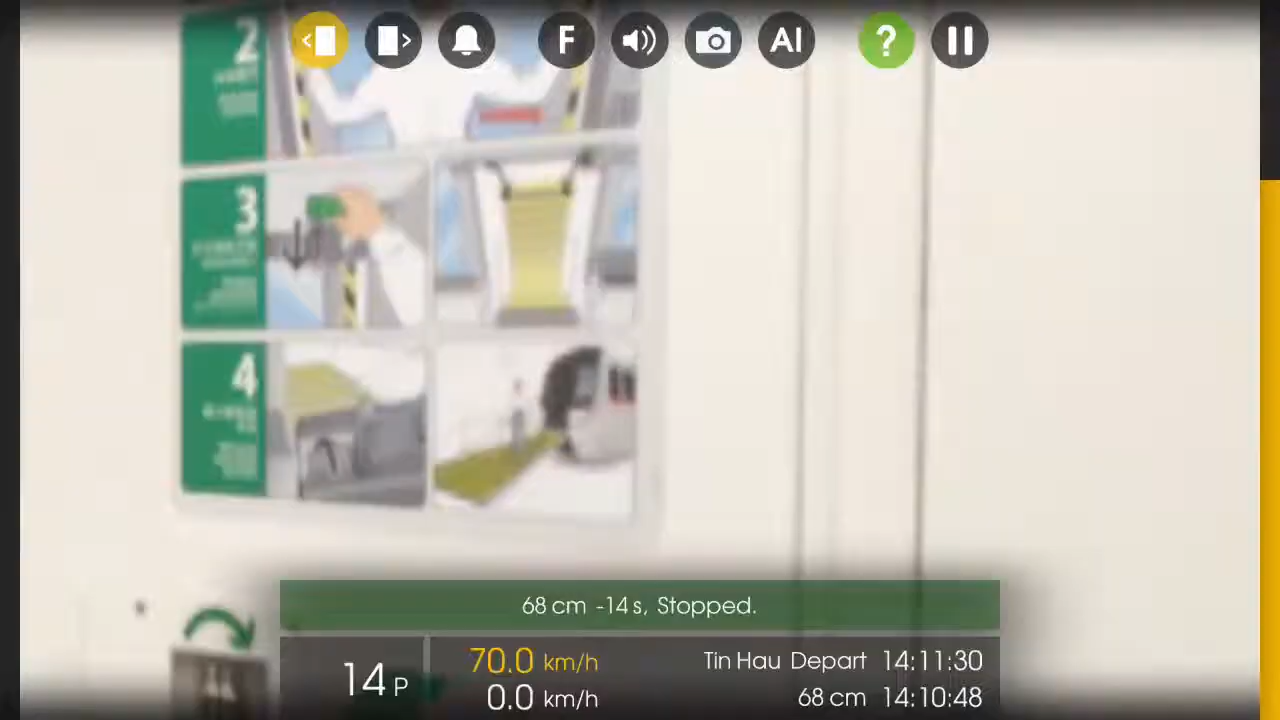 2
F
AI
?
3
4
68 cm -14 s, Stopped.
14 P
70.0 km/h
0.0 km/h
Tin Hau Depart 14:11:30
68 cm 14:10:48